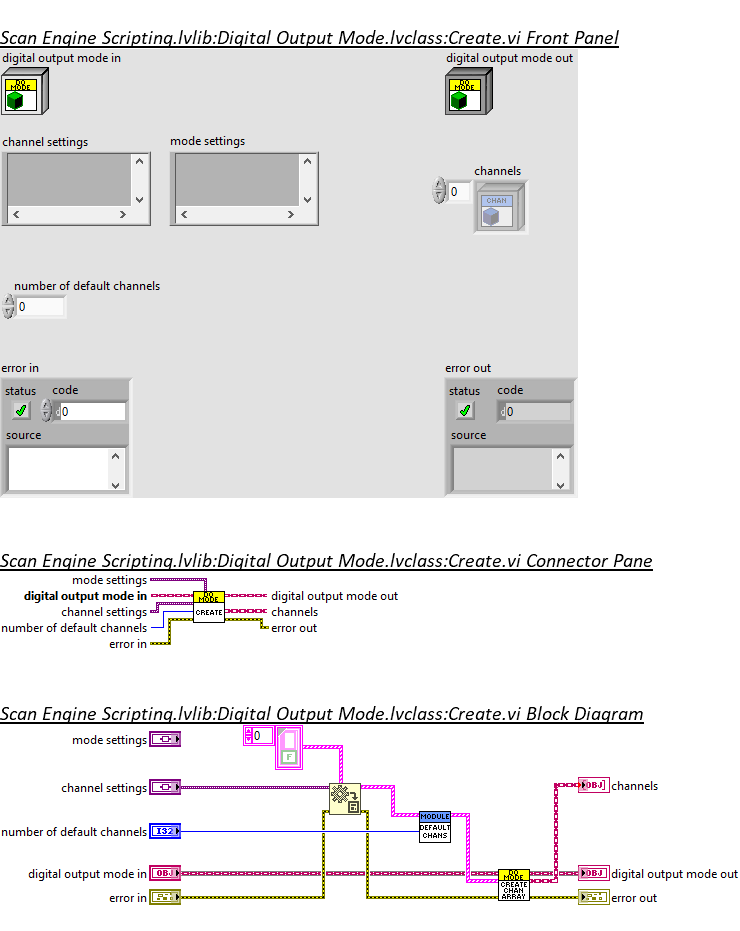 Scan Engine Scripting.lvlib:Digital Output Mode.lvclass:Create.vi Front Panel
digital output mode in
digital output mode out
DO
MODE
DO
MODE
channel settings
mode settings
channels
0
CHAN
number of default channels
0
error in
error out
status
code
status
code
d
0
d
0
source
source
Scan Engine Scripting.lvlib:Digital Output Mode.lvclass:Create.vi Connector Pane
mode settings
digital output mode in
digital output mode out
channel settings
channels
number of default channels
error out
error in
DO
MODE
CREATE
Scan Engine Scripting.lvlib:Digital Output Mode.lvclass:Create.vi Block Diagram
mode settings
0
F
channel settings
OBJ
channels
MODULE
DEFAULT
CHANS
number of default channels
I32
digital output mode in
OBJ
DO
MODE
CREATE
CHAN
ARRAY
OBJ
digital output mode out
error in
error out